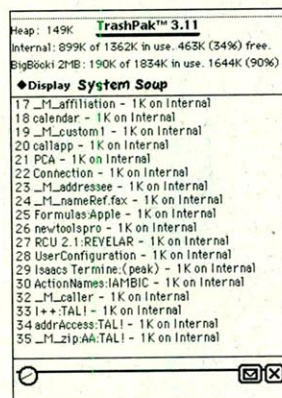 Heap: 149K TrashPak™ 3.11
Internal: 899K of 1362K in use. 463K (34%) free.
BigBöcki 2MB: 190K of 1834K in use. 1644K (90%)
◆Display System Soup
17 _M_affiliation - 1K on Internal
18 calendar - 1K on Internal
19 _M_custom1 - 1K on Internal
20 callapp - 1K on Internal
21 PCA - 1K on Internal
22 Connection - 1K on Internal
23 _M_addressee - 1K on Internal
24 _M_nameRef.fax - 1K on Internal
25 Formulas:Apple - 1K on Internal
26 newtoolspro - 1K on Internal
27 RCU 2.1:REVELAR - 1K on Internal
28 UserConfiguration - 1K on Internal
29 Isaacs Termine:(peak) - 1K on Internal
30 ActionNames:IAMBIC - 1K on Internal
32 _M_caller - 1K on Internal
33 I++:TAL! - 1K on Internal
34 addrAccess:TAL! - 1K on Internal
35 _M_zip:AA:TAL! - 1K on Internal